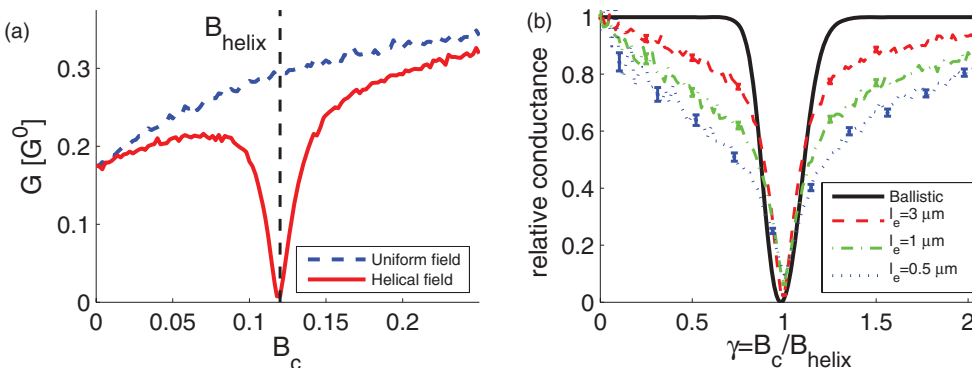 (a)
B_helix
G [G^0]
0.3
0.2
0.1
0
0
0.05
0.1
0.15
0.2
B_c
Uniform field
Helical field
(b)
relative conductance
1
0.8
0.6
0.4
0.2
0
0
0.5
1
1.5
2
γ=B_c/B_helix
Ballistic
l_e=3 μm
l_e=1 μm
l_e=0.5 μm